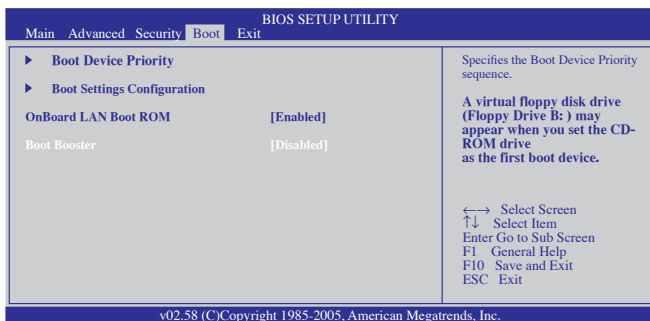 BIOS SETUP UTILITY
Main Advanced Security Boot Exit
Boot Device Priority
Boot Settings Configuration
OnBoard LAN Boot ROM [Enabled]
Boot Booster [Disabled]
Specifies the Boot Device Priority
sequence.
A virtual floppy disk drive
(Floppy Drive B: ) may
appear when you set the CD-
ROM drive
as the first boot device.
←→ Select Screen
↑↓ Select Item
Enter Go to Sub Screen
F1 General Help
F10 Save and Exit
ESC Exit
v02.58 (C)Copyright 1985-2005, American Megatrends, Inc.